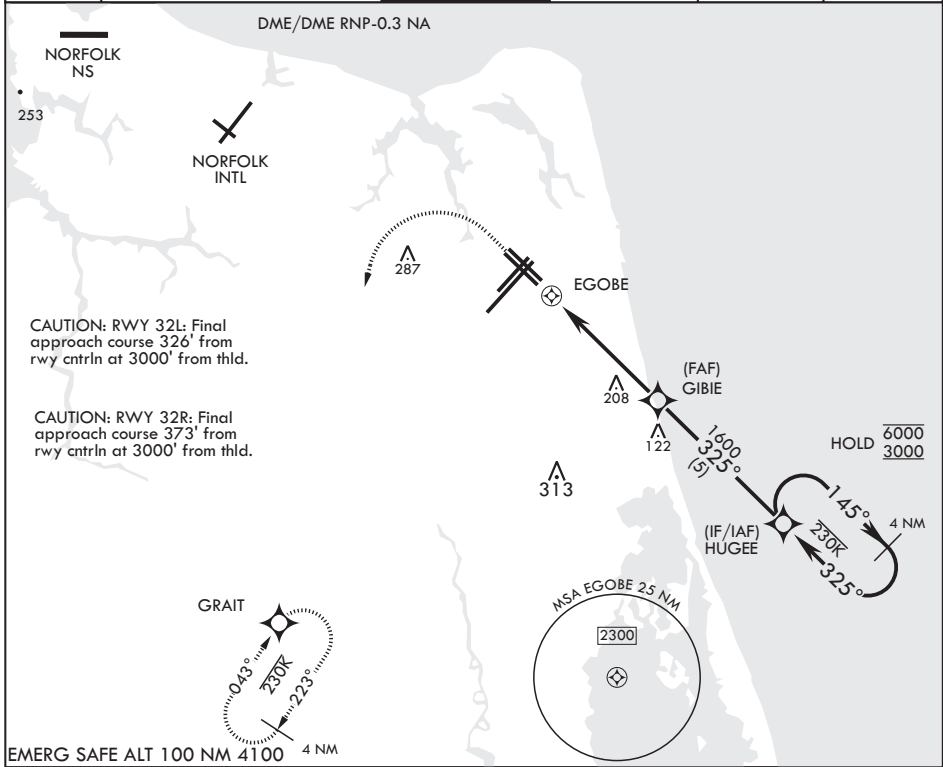 DME/DME RNP-0.3 NA
NORFOLK
NS
253
NORFOLK
INTL
287
EGOBE
CAUTION: RWY 32L: Final
approach course 326' from
rwy cntrln at 3000' from thld.
(FAF)
GIBIE
208
122
CAUTION: RWY 32R: Final
approach course 373' from
rwy cntrln at 3000' from thld.
1600
325°
(5)
HOLD
6000
3000
313
145°
4 NM
(IF/IAF)
HUGEE
230K
325°
MSA EGOBE 25 NM
2300
GRAIT
043°
230K
223°
4 NM
EMERG SAFE ALT 100 NM 4100